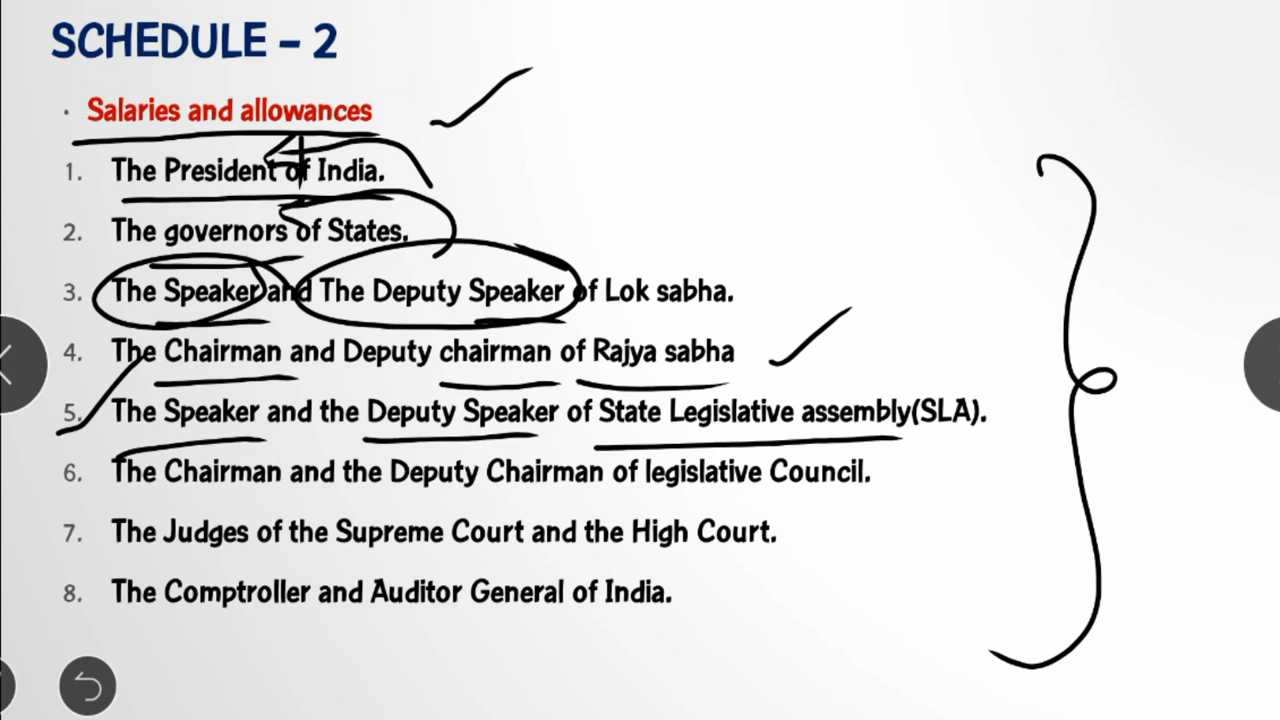 SCHEDULE – 2
· Salaries and allowances
1. The President of India.
2. The governors of States.
3. The Speaker and The Deputy Speaker of Lok sabha.
4. The Chairman and Deputy chairman of Rajya sabha
5. The Speaker and the Deputy Speaker of State Legislative assembly(SLA).
6. The Chairman and the Deputy Chairman of legislative Council.
7. The Judges of the Supreme Court and the High Court.
8. The Comptroller and Auditor General of India.